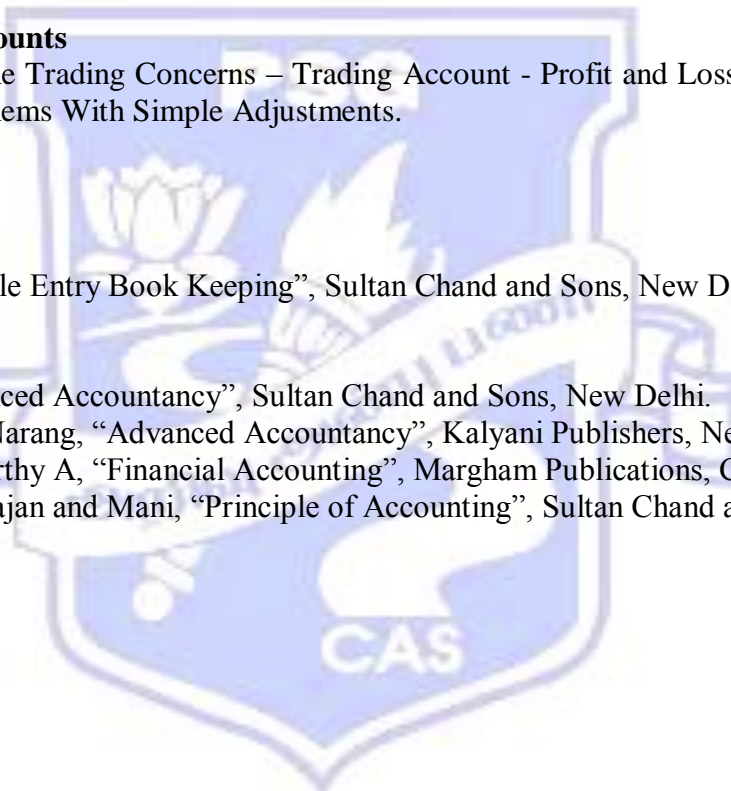 PSG
ounts
e Trading Concerns – Trading Account - Profit and Loss
ems With Simple Adjustments.
le Entry Book Keeping”, Sultan Chand and Sons, New D
ced Accountancy”, Sultan Chand and Sons, New Delhi.
Narang, “Advanced Accountancy”, Kalyani Publishers, Ne
rthy A, “Financial Accounting”, Margham Publications, C
ajan and Mani, “Principle of Accounting”, Sultan Chand a
CAS